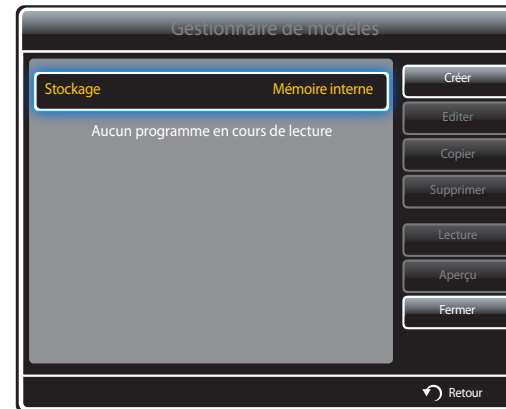 Gestionnaire de modèles
Stockage Mémoire interne
Aucun programme en cours de lecture
Créer
Editer
Copier
Supprimer
Lecture
Aperçu
Fermer
Retour